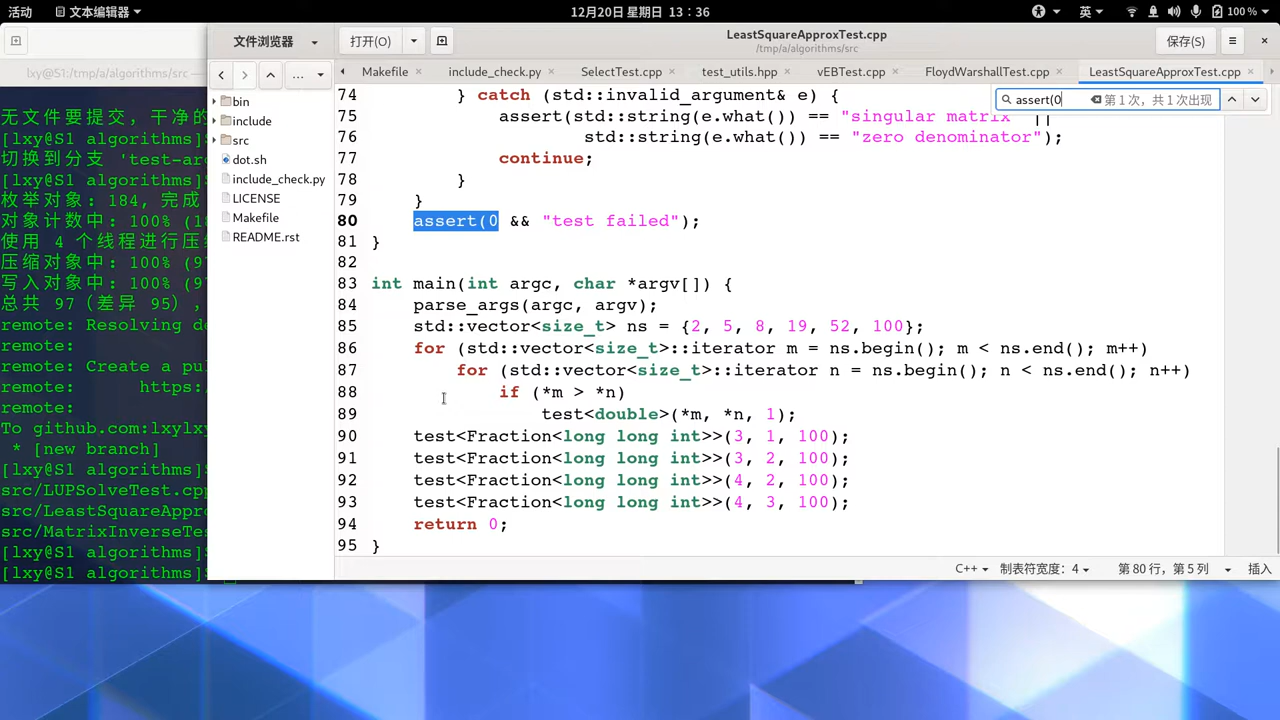 活动 文本编辑器 12月20日 星期日 13:36 英 100 %
文件浏览器 打开(O) LeastSquareApproxTest.cpp 保存(S)
/tmp/a/algorithms/src
lxy@S1:/tmp/a/algorithms/src
... Makefile include_check.py SelectTest.cpp test_utils.hpp vEBTest.cpp FloydWarshallTest.cpp LeastSquareApproxTest.cpp
assert(0 第 1 次，共 1 次出现
bin
include
src
dot.sh
include_check.py
LICENSE
Makefile
README.rst
无文件要提交，干净的
[lxy@S1 algorithms]
切换到分支 'test-ar
[lxy@S1 algorithms]
枚举对象: 184, 完成
对象计数中: 100% (18
使用 4 个线程进行压
压缩对象中: 100% (9
写入对象中: 100% (9
总共 97（差异 95），
remote: Resolving de
remote:
remote: Create a pu
remote: https:
remote:
To github.com:lxylxy
* [new branch]
[lxy@S1 algorithms]
src/LUPSolveTest.cp
src/LeastSquareAppro
src/MatrixInverseTe
[lxy@S1 algorithms]
[lxy@S1 algorithms]
74 } catch (std::invalid_argument& e) {
75 assert(std::string(e.what()) == "singular matrix" ||
76 std::string(e.what()) == "zero denominator");
77 continue;
78 }
79 }
80 assert(0 && "test failed");
81 }
82
83 int main(int argc, char *argv[]) {
84 parse_args(argc, argv);
85 std::vector<size_t> ns = {2, 5, 8, 19, 52, 100};
86 for (std::vector<size_t>::iterator m = ns.begin(); m < ns.end(); m++)
87 for (std::vector<size_t>::iterator n = ns.begin(); n < ns.end(); n++)
88 if (*m > *n)
89 test<double>(*m, *n, 1);
90 test<Fraction<long long int>>(3, 1, 100);
91 test<Fraction<long long int>>(3, 2, 100);
92 test<Fraction<long long int>>(4, 2, 100);
93 test<Fraction<long long int>>(4, 3, 100);
94 return 0;
95 }
C++ 制表符宽度：4 第 80 行，第 5 列 插入